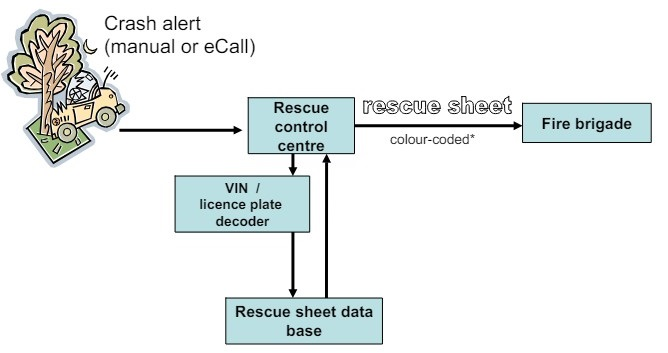 Crash alert
(manual or eCall)
Rescue
control
centre
rescue sheet
colour-coded*
Fire brigade
VIN /
licence plate
decoder
Rescue sheet data
base